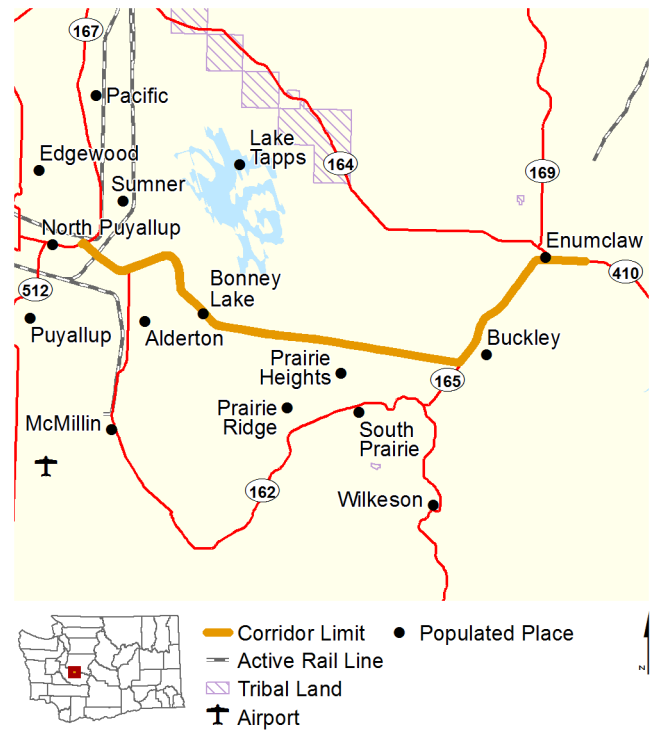 167
Pacific
Edgewood
Lake
Tapps
164
169
Sumner
North Puyallup
Enumclaw
410
Bonney
Lake
512
Puyallup
Alderton
Buckley
Prairie
Heights
165
Prairie
Ridge
McMillin
South
Prairie
162
Wilkeson
Corridor Limit
Populated Place
Active Rail Line
Tribal Land
Airport
N